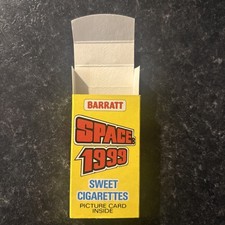 BARRATT
SPACE:
1999
SWEET
CIGARETTES
PICTURE CARD
INSIDE